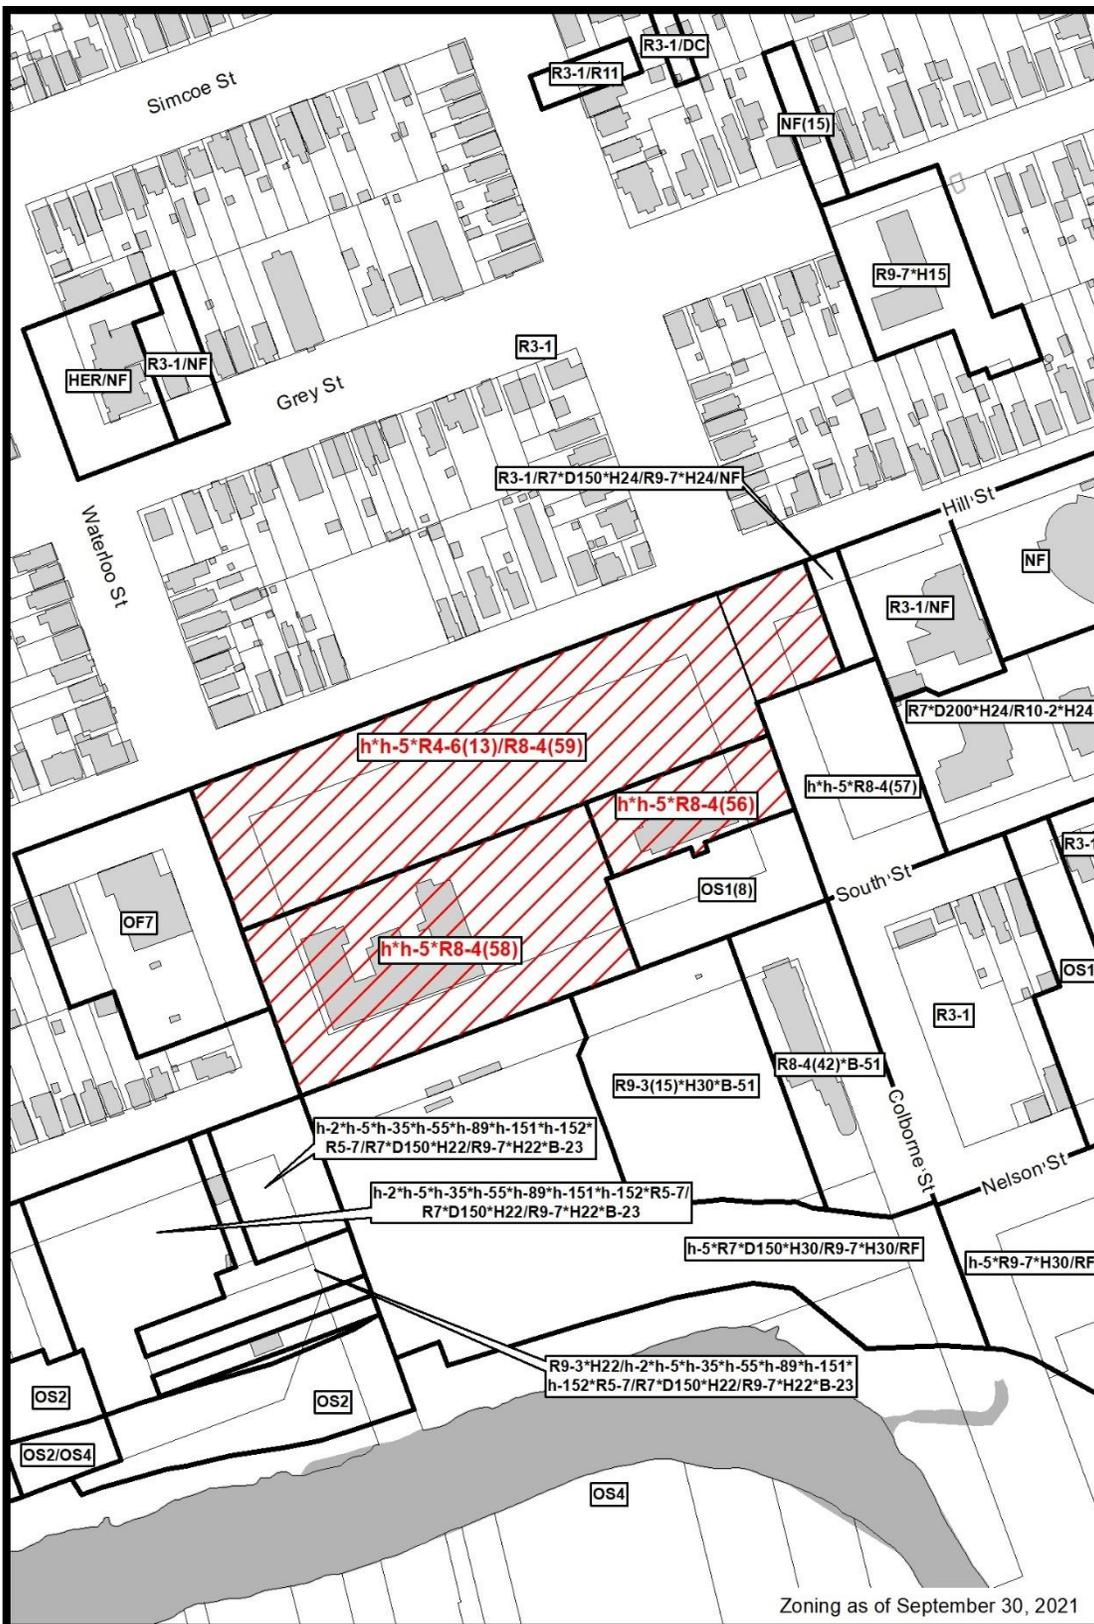 R3-1/DC
R3-1/R11
Simcoe St
NF(15)
R9-7*H15
R3-1
R3-1/NF
HER/NF
Grey St
R3-1/R7*D150*H24/R9-7*H24/NF
Hill St
Waterloo St
NF
R3-1/NF
R7*D200*H24/R10-2*H24
h*h-5*R4-6(13)/R8-4(59)
h*h-5*R8-4(57)
h*h-5*R8-4(56)
R3-1
OS1(8)
South St
OF7
h*h-5*R8-4(58)
OS1
R3-1
R8-4(42)*B-51
R9-3(15)*H30*B-51
Colborne St
h-2*h-5*h-35*h-55*h-89*h-151*h-152*
R5-7/R7*D150*H22/R9-7*H22*B-23
Nelson St
h-2*h-5*h-35*h-55*h-89*h-151*h-152*R5-7/
R7*D150*H22/R9-7*H22*B-23
h-5*R7*D150*H30/R9-7*H30/RF
h-5*R9-7*H30/RF
R9-3*H22/h-2*h-5*h-35*h-55*h-89*h-151*
h-152*R5-7/R7*D150*H22/R9-7*H22*B-23
OS2
OS2
OS2/OS4
OS4
Zoning as of September 30, 2021